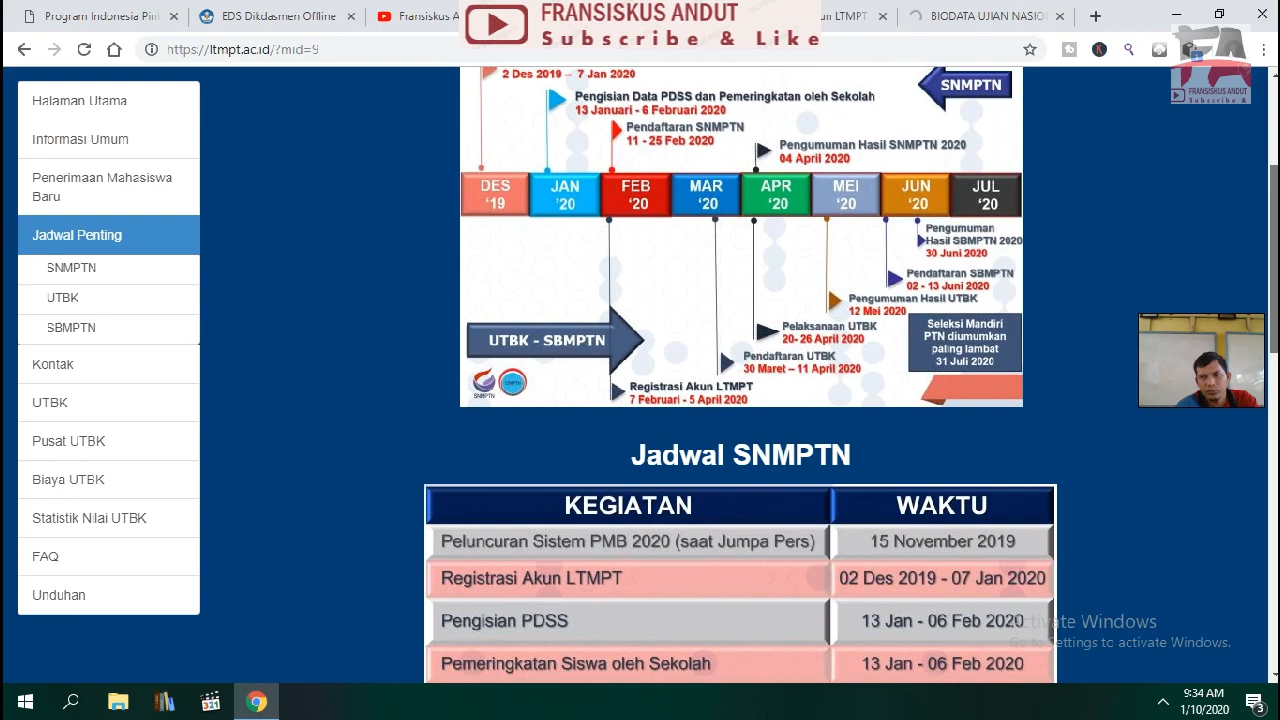 Program Indonesia Pint
EDS Dikdasmen Offline
Fransiskus A
un LTMPT
BIODATA UJIAN NASIO
FRANSISKUS ANDUT
Subscribe & Like
https://ltmpt.ac.id/?mid=9
FRANSISKUS ANDUT
Subscribe &
Halaman Utama
Informasi Umum
Penerimaan Mahasiswa
Baru
Jadwal Penting
SNMPTN
UTBK
SBMPTN
Kontak
UTBK
Pusat UTBK
Biaya UTBK
Statistik Nilai UTBK
FAQ
Unduhan
2 Des 2019 – 7 Jan 2020
SNMPTN
Pengisian Data PDSS dan Pemeringkatan oleh Sekolah
13 Januari - 6 Februari 2020
Pendaftaran SNMPTN
11 - 25 Feb 2020
Pengumuman Hasil SNMPTN 2020
04 April 2020
DES '19
JAN '20
FEB '20
MAR '20
APR '20
MEI '20
JUN '20
JUL '20
Pengumuman
Hasil SBMPTN 2020
30 Juni 2020
Pendaftaran SBMPTN
02 - 13 Juni 2020
Pengumuman Hasil UTBK
12 Mei 2020
Pelaksanaan UTBK
20- 26 April 2020
Seleksi Mandiri
PTN diumumkan
paling lambat
31 Juli 2020
UTBK - SBMPTN
Pendaftaran UTBK
30 Maret – 11 April 2020
Registrasi Akun LTMPT
7 Februari - 5 April 2020
SNMPTN
Jadwal SNMPTN
KEGIATAN WAKTU
Peluncuran Sistem PMB 2020 (saat Jumpa Pers) 15 November 2019
Registrasi Akun LTMPT 02 Des 2019 - 07 Jan 2020
Pengisian PDSS 13 Jan - 06 Feb 2020
Pemeringkatan Siswa oleh Sekolah 13 Jan - 06 Feb 2020
Activate Windows
Go to Settings to activate Windows.
321
9:34 AM
1/10/2020
3